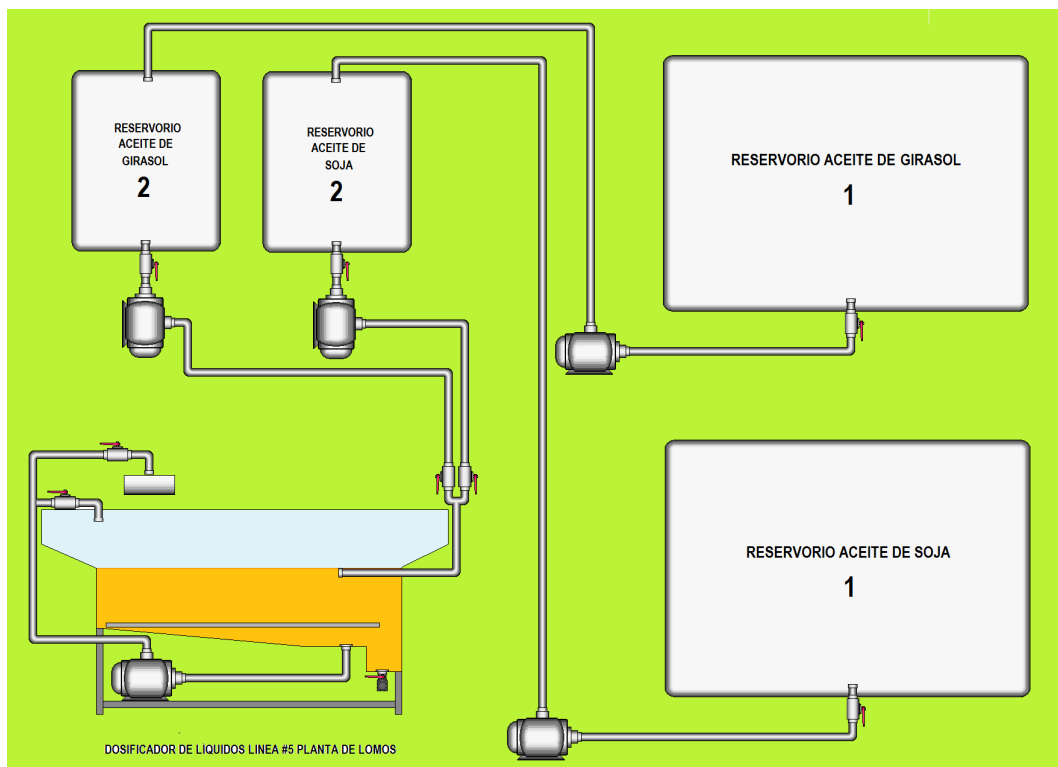 RESERVORIO
ACEITE DE
GIRASOL
2
RESERVORIO
ACEITE DE
SOJA
2
RESERVORIO ACEITE DE GIRASOL
1
RESERVORIO ACEITE DE SOJA
1
DOSIFICADOR DE LIQUIDOS LINEA #5 PLANTA DE LOMOS